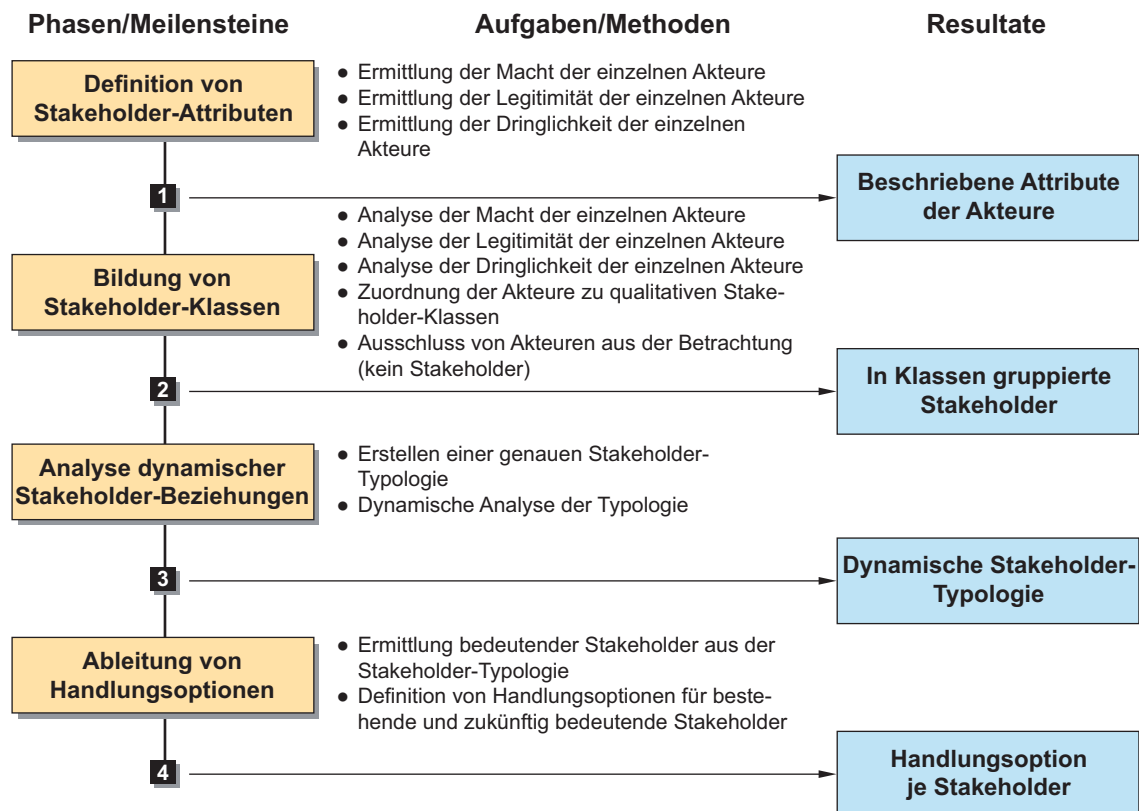 Phasen/Meilensteine
Aufgaben/Methoden
Resultate
Definition von
Stakeholder-Attributen
● Ermittlung der Macht der einzelnen Akteure
● Ermittlung der Legitimität der einzelnen Akteure
● Ermittlung der Dringlichkeit der einzelnen
Akteure
1
Beschriebene Attribute
der Akteure
Bildung von
Stakeholder-Klassen
● Analyse der Macht der einzelnen Akteure
● Analyse der Legitimität der einzelnen Akteure
● Analyse der Dringlichkeit der einzelnen Akteure
● Zuordnung der Akteure zu qualitativen Stake-
holder-Klassen
● Ausschluss von Akteuren aus der Betrachtung
(kein Stakeholder)
2
In Klassen gruppierte
Stakeholder
Analyse dynamischer
Stakeholder-Beziehungen
● Erstellen einer genauen Stakeholder-
Typologie
● Dynamische Analyse der Typologie
3
Dynamische Stakeholder-
Typologie
Ableitung von
Handlungsoptionen
● Ermittlung bedeutender Stakeholder aus der
Stakeholder-Typologie
● Definition von Handlungsoptionen für beste-
hende und zukünftig bedeutende Stakeholder
4
Handlungsoption
je Stakeholder